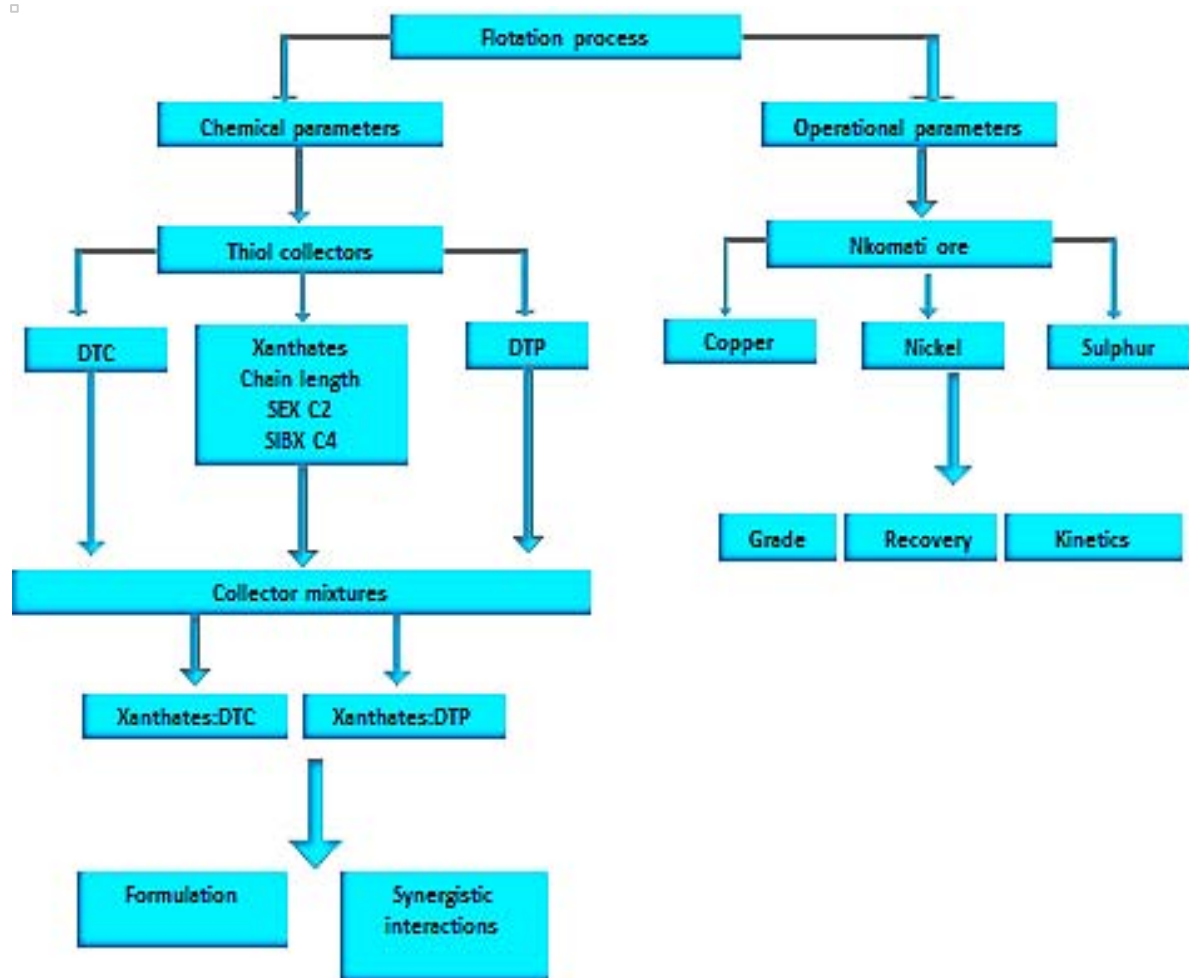 Flotation process
Chemical parameters
Operational parameters
Thiol collectors
Nkomati ore
DTC
Xanthates
Chain length
SEX C2
SIBX C4
DTP
Copper
Nickel
Sulphur
Grade
Recovery
Kinetics
Collector mixtures
Xanthates:DTC
Xanthates:DTP
Formulation
Synergistic
interactions